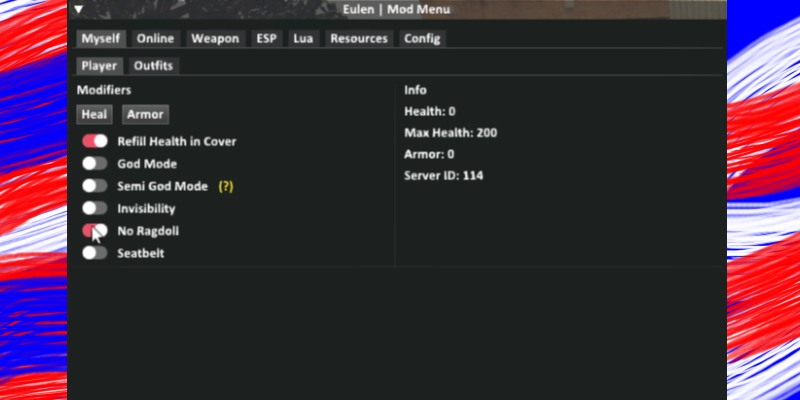 Eulen | Mod Menu
Myself Online Weapon ESP Lua Resources Config
Player Outfits
Modifiers
Heal Armor
Refill Health in Cover
God Mode
Semi God Mode (?)
Invisibility
No Ragdoll
Seatbelt
Info
Health: 0
Max Health: 200
Armor: 0
Server ID: 114